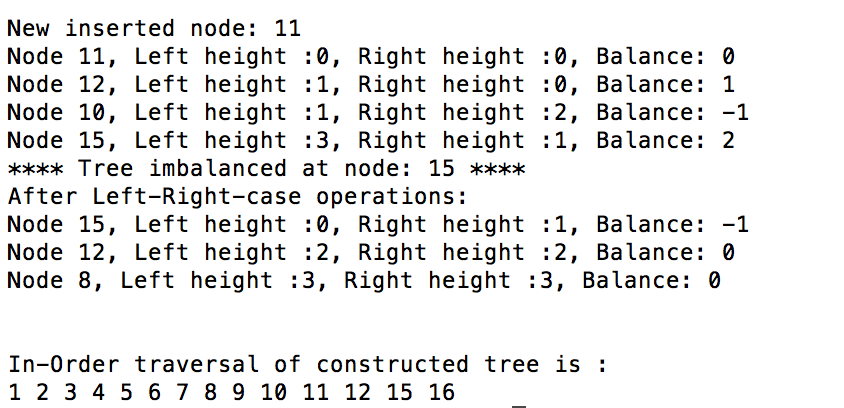 New inserted node: 11
Node 11, Left height :0, Right height :0, Balance: 0
Node 12, Left height :1, Right height :0, Balance: 1
Node 10, Left height :1, Right height :2, Balance: -1
Node 15, Left height :3, Right height :1, Balance: 2
**** Tree imbalanced at node: 15 ****
After Left-Right-case operations:
Node 15, Left height :0, Right height :1, Balance: -1
Node 12, Left height :2, Right height :2, Balance: 0
Node 8, Left height :3, Right height :3, Balance: 0
In-Order traversal of constructed tree is :
1 2 3 4 5 6 7 8 9 10 11 12 15 16